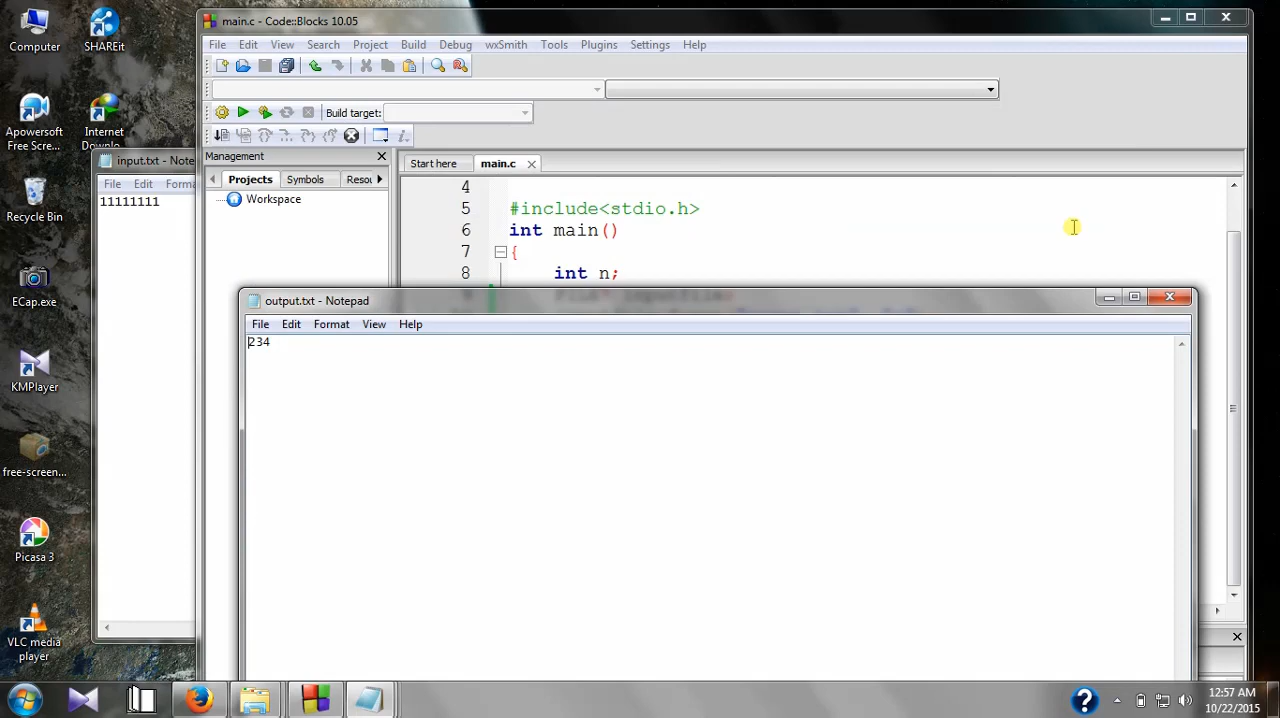 Computer
SHAREit
Apowersoft
Free Scre...
Internet
Downlo...
Recycle Bin
ECap.exe
KMPlayer
free-screen...
Picasa 3
VLC media
player
input.txt - Note
File Edit Forma
11111111
main.c - Code::Blocks 10.05
File Edit View Search Project Build Debug wxSmith Tools Plugins Settings Help
Build target:
Management
Projects Symbols Resou
Workspace
Start here main.c
4
5 #include<stdio.h>
6 int main()
7 {
8 int n;
output.txt - Notepad
File Edit Format View Help
234
12:57 AM
10/22/2015